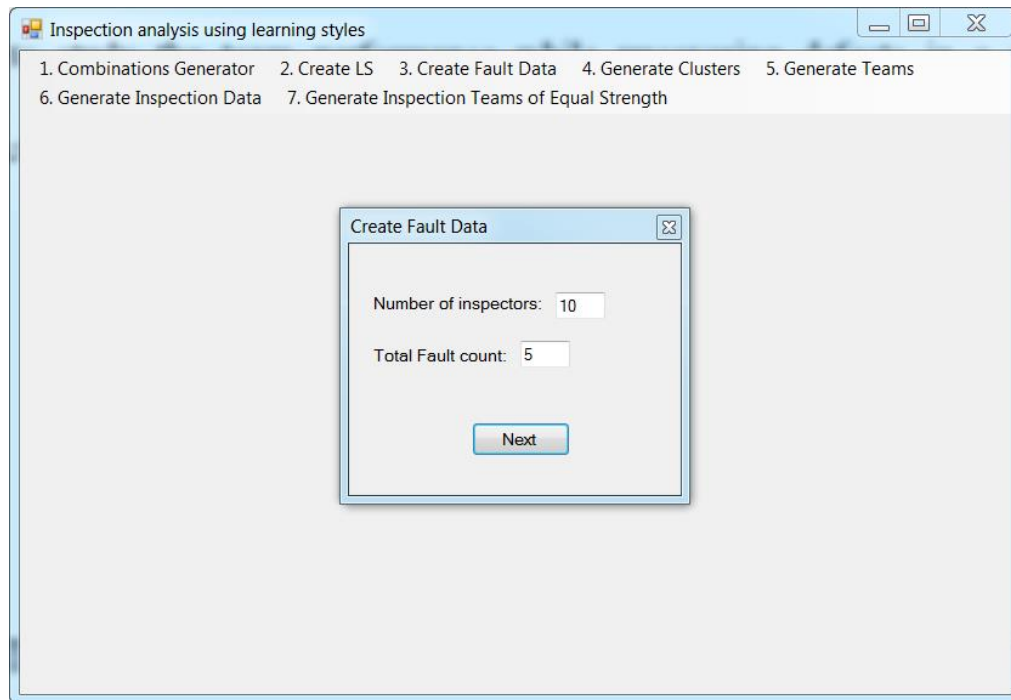 Inspection analysis using learning styles
1. Combinations Generator 2. Create LS 3. Create Fault Data 4. Generate Clusters 5. Generate Teams
6. Generate Inspection Data 7. Generate Inspection Teams of Equal Strength
Create Fault Data
Number of inspectors: 10
Total Fault count: 5
Next